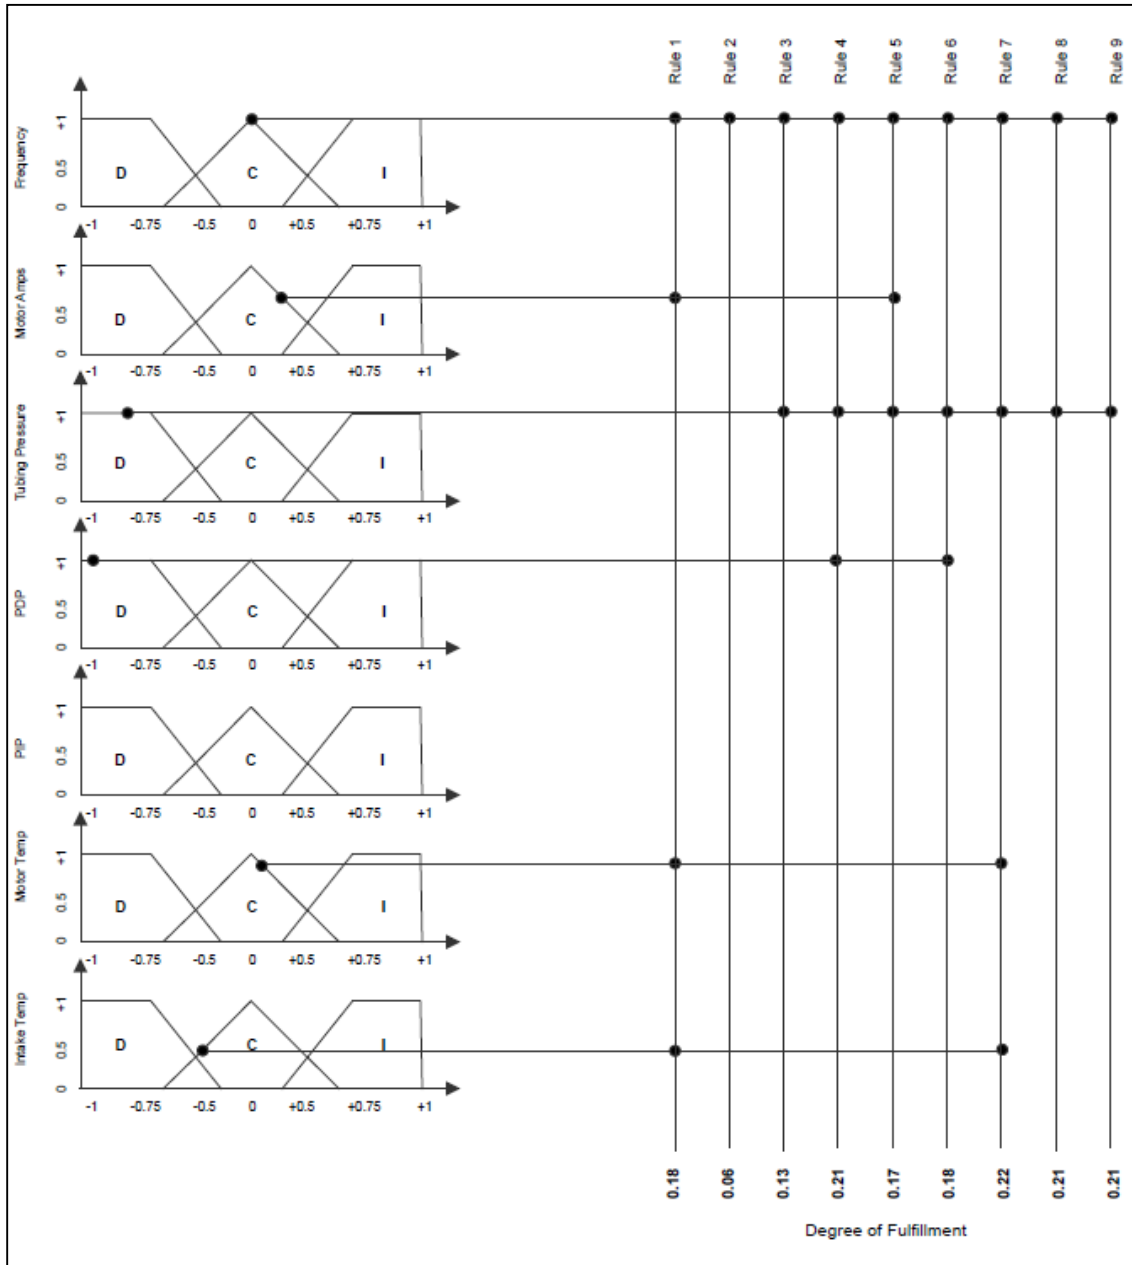 Rule 1 Rule 2 Rule 3 Rule 4 Rule 5 Rule 6 Rule 7 Rule 8 Rule 9
Frequency
+1
0.5
0
D C I
-1 -0.75 -0.5 0 +0.5 +0.75 +1
Motor Amps
+1
0.5
0
D C I
-1 -0.75 -0.5 0 +0.5 +0.75 +1
Tubing Pressure
+1
0.5
0
D C I
-1 -0.75 -0.5 0 +0.5 +0.75 +1
PDP
+1
0.5
0
D C I
-1 -0.75 -0.5 0 +0.5 +0.75 +1
PIP
+1
0.5
0
D C I
-1 -0.75 -0.5 0 +0.5 +0.75 +1
Motor Temp
+1
0.5
0
D C I
-1 -0.75 -0.5 0 +0.5 +0.75 +1
Intake Temp
+1
0.5
0
D C I
-1 -0.75 -0.5 0 +0.5 +0.75 +1
0.18 0.06 0.13 0.21 0.17 0.18 0.22 0.21 0.21
Degree of Fulfillment